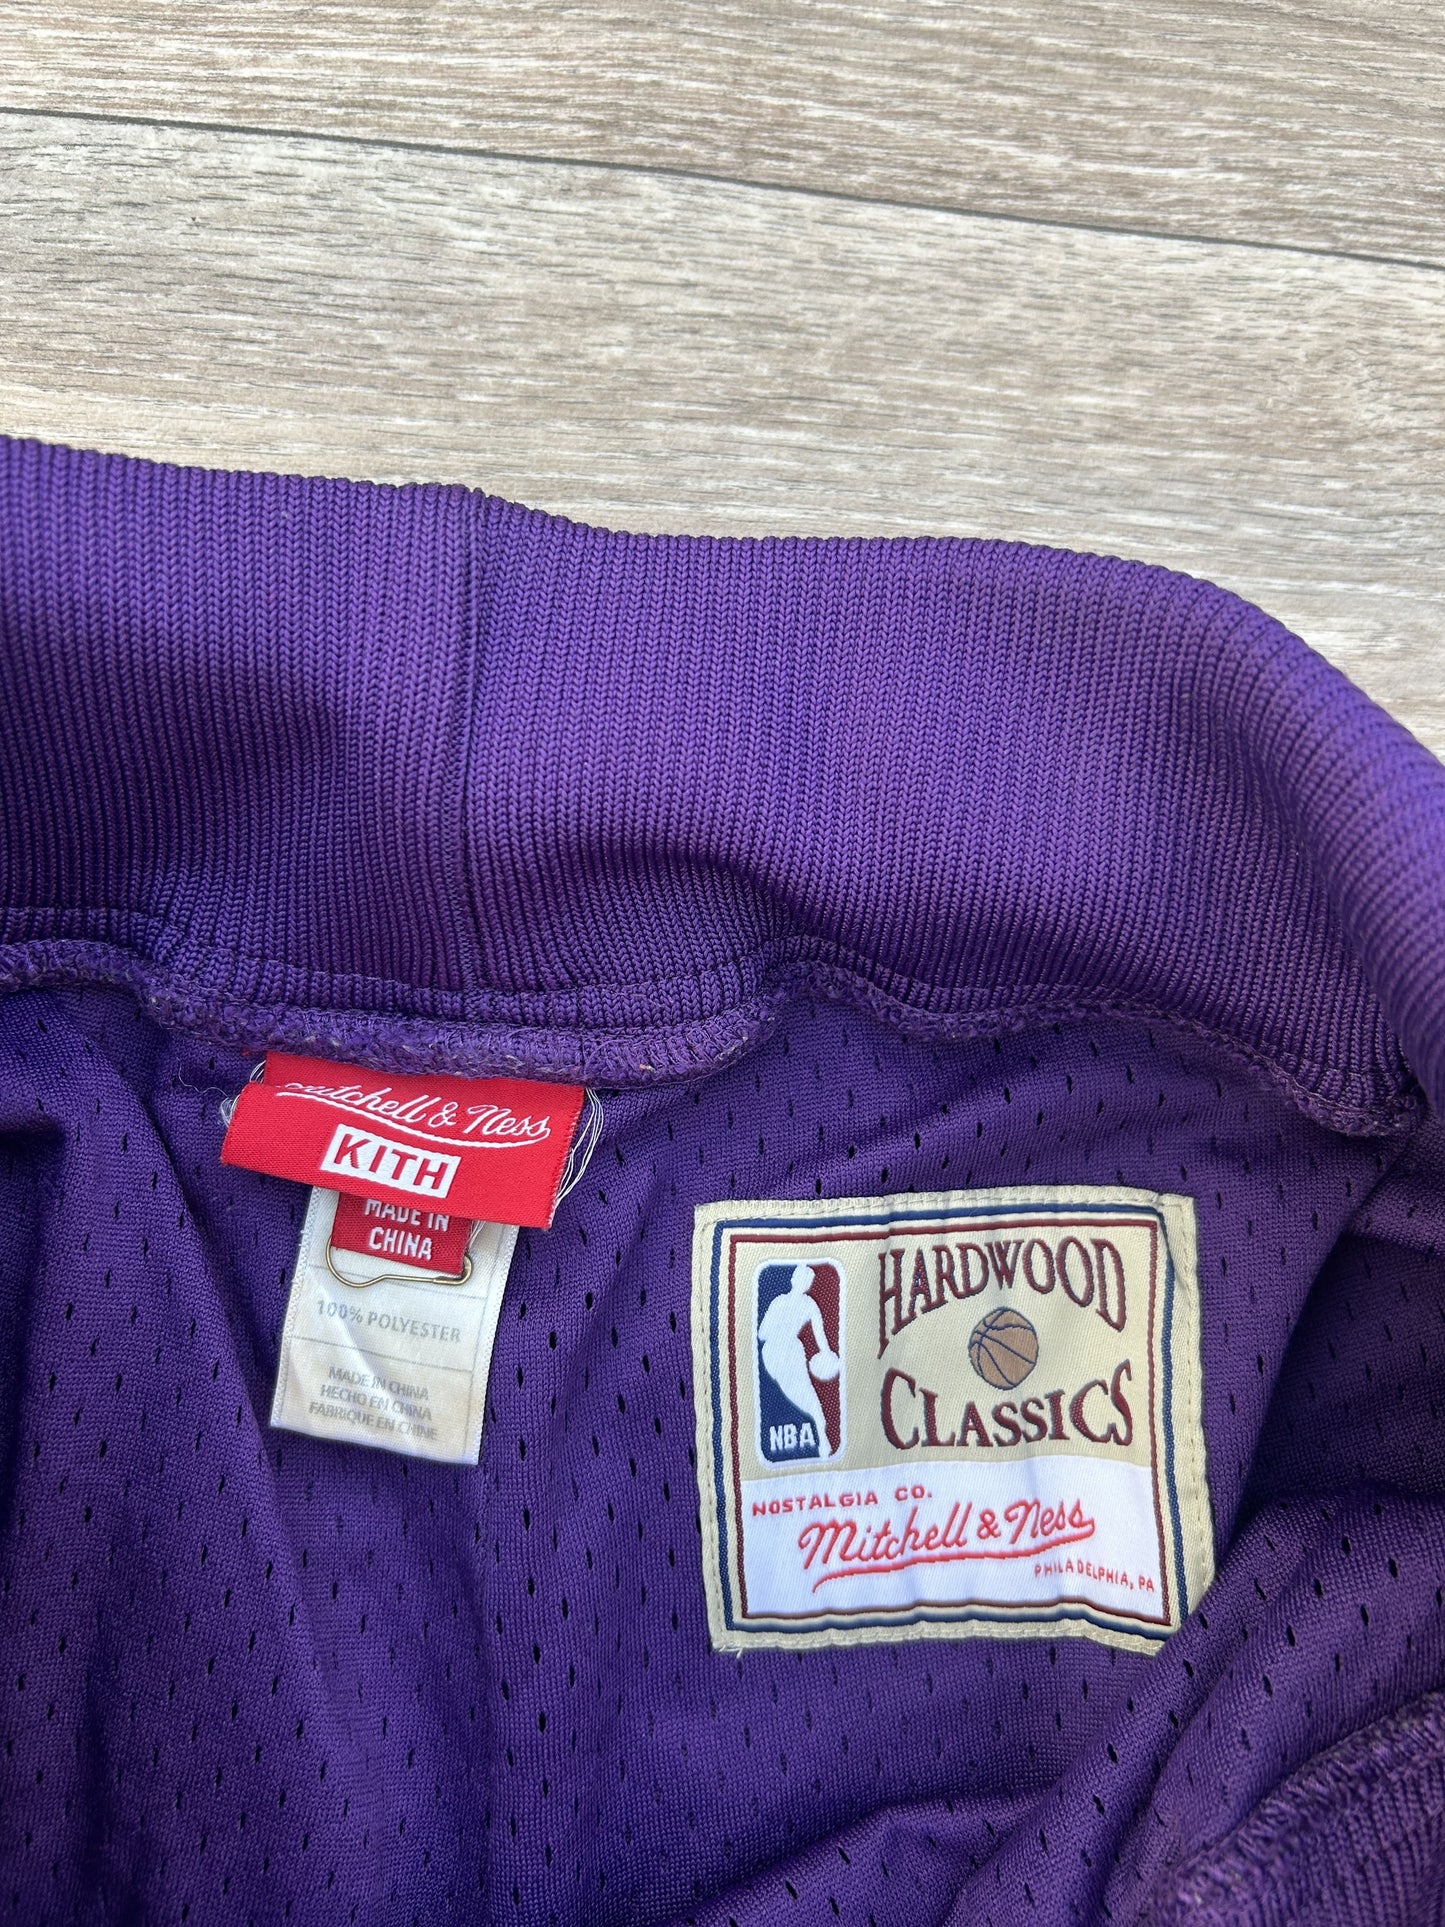 Mitchell & Ness
KITH
MADE IN
CHINA
100% POLYESTER
MADE IN CHINA
HECHO EN CHINA
FABRIQUE EN CHINE
HARDWOOD
CLASSICS
NBA
NOSTALGIA CO.
Mitchell & Ness
PHILADELPHIA, PA